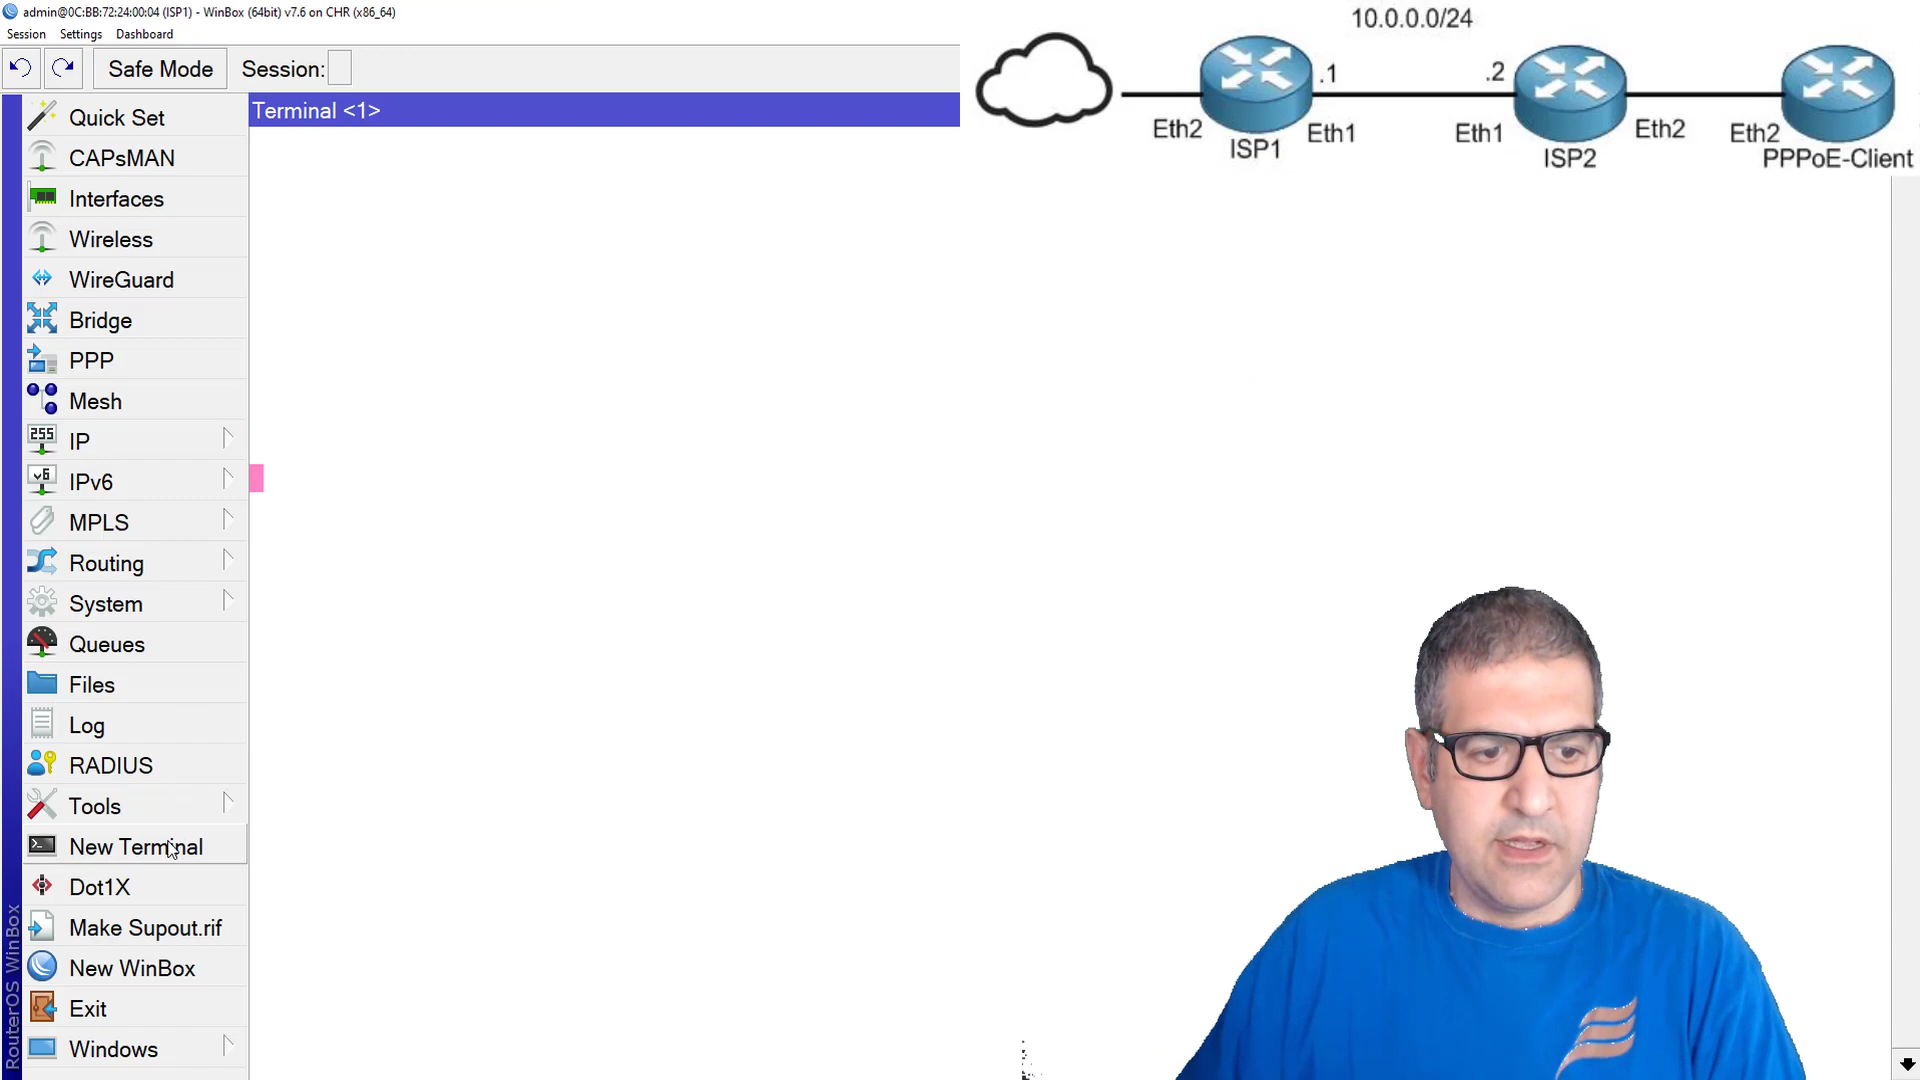 admin@0C:BB:72:24:00:04 (ISP1) - WinBox (64bit) v7.6 on CHR (x86_64)
Session Settings Dashboard
Safe Mode Session:
Quick Set
CAPsMAN
Interfaces
Wireless
WireGuard
Bridge
PPP
Mesh
255 IP
v6 IPv6
MPLS
Routing
System
Queues
Files
Log
RADIUS
Tools
New Terminal
Dot1X
Make Supout.rif
New WinBox
Exit
Windows
RouterOS WinBox
Terminal <1>
10.0.0.0/24
.1 .2
Eth2 Eth1 Eth1 Eth2 Eth2
ISP1 ISP2 PPPoE-Client